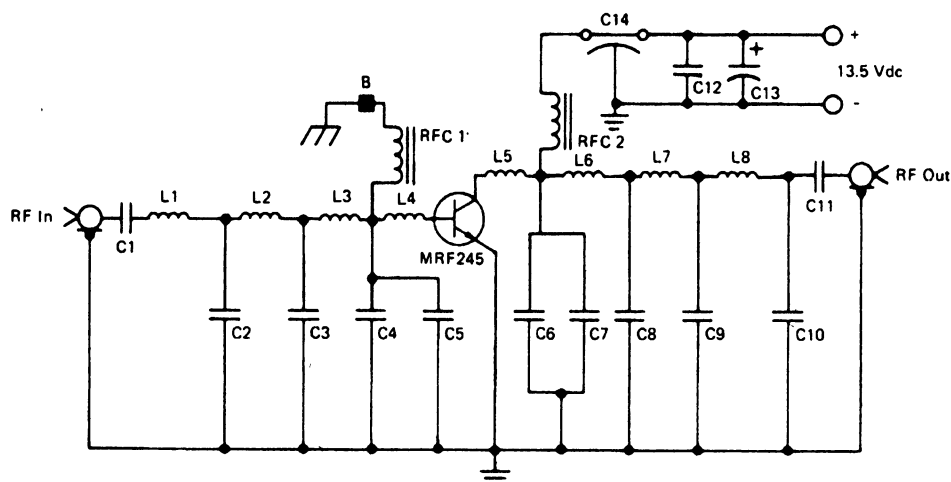 C14
+
+
13.5 Vdc
C12
C13
-
B
RFC 1
RFC 2
L5
L6
L7
L8
RF Out
C11
L1
L2
L3
L4
RF In
C1
MRF245
C2
C3
C4
C5
C6
C7
C8
C9
C10